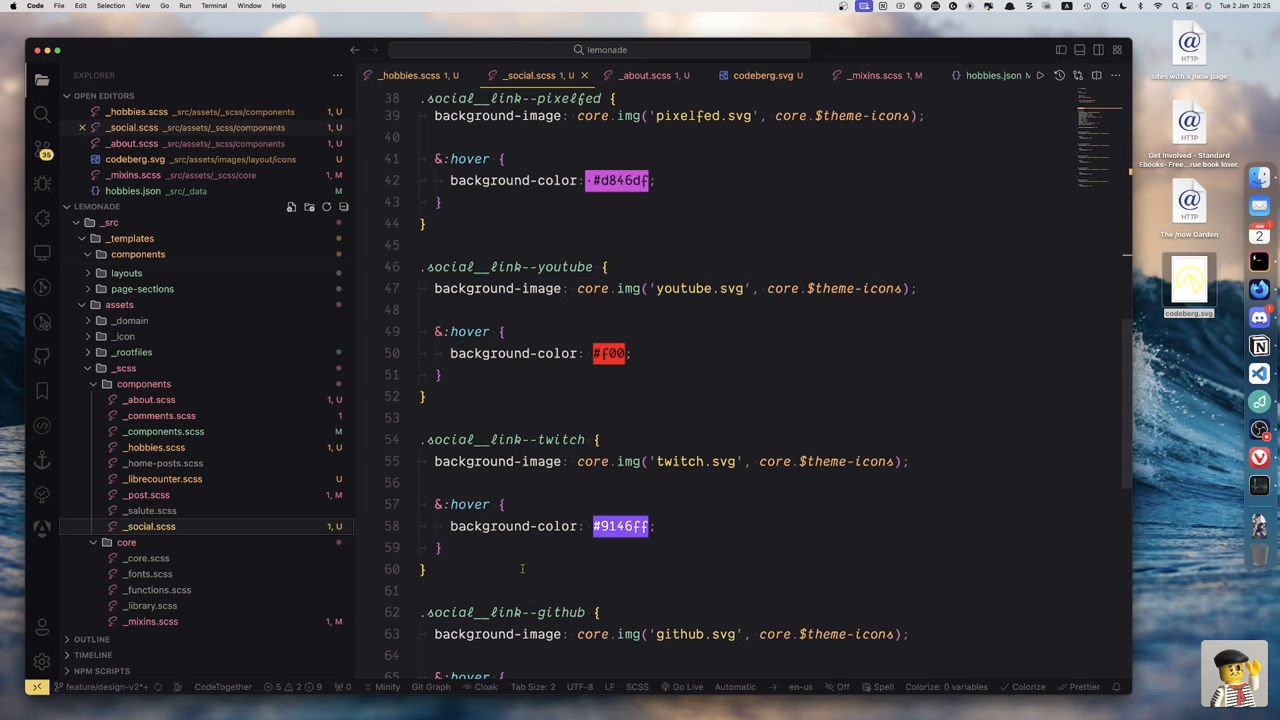 Code File Edit Selection View Go Run Terminal Window Help
Tue 2 Jan 20:25
lemonade
EXPLORER
_hobbies.scss 1, U
_social.scss 1, U
_about.scss 1, U
codeberg.svg U
_mixins.scss 1, M
hobbies.json M
OPEN EDITORS
_hobbies.scss _src/assets/_scss/components 1, U
_social.scss _src/assets/_scss/components 1, U
_about.scss _src/assets/_scss/components 1, U
codeberg.svg _src/assets/images/layout/icons U
_mixins.scss _src/assets/_scss/core 1, M
hobbies.json _src/_data M
LEMONADE
_src
_templates
components
layouts
page-sections
assets
_domain
_icon
_rootfiles
_scss
components
_about.scss 1, U
_comments.scss 1
_components.scss M
_hobbies.scss 1, U
_home-posts.scss
_librecounter.scss U
_post.scss 1, M
_salute.scss
_social.scss 1, U
core
_core.scss
_fonts.scss
_functions.scss
_library.scss
_mixins.scss 1, M
OUTLINE
TIMELINE
NPM SCRIPTS
35
38 .social__link--pixelfed {
39 background-image: core.img('pixelfed.svg', core.$theme-icons);
40
41 &:hover {
42 background-color: #d846df;
43 }
44 }
45
46 .social__link--youtube {
47 background-image: core.img('youtube.svg', core.$theme-icons);
48
49 &:hover {
50 background-color: #f00;
51 }
52 }
53
54 .social__link--twitch {
55 background-image: core.img('twitch.svg', core.$theme-icons);
56
57 &:hover {
58 background-color: #9146ff;
59 }
60 }
61
62 .social__link--github {
63 background-image: core.img('github.svg', core.$theme-icons);
64
65 &:hover {
feature/design-v2*+ CodeTogether 5 2 9 0 Minify Git Graph Cloak Tab Size: 2 UTF-8 LF SCSS Go Live Automatic en-us Off Spell Colorize: 0 variables Colorize Prettier
@
HTTP
sites with a /now page
@
HTTP
Get Involved - Standard
Ebooks- Free...rue book lover.
@
HTTP
The /now Garden
codeberg.svg
JAN
2